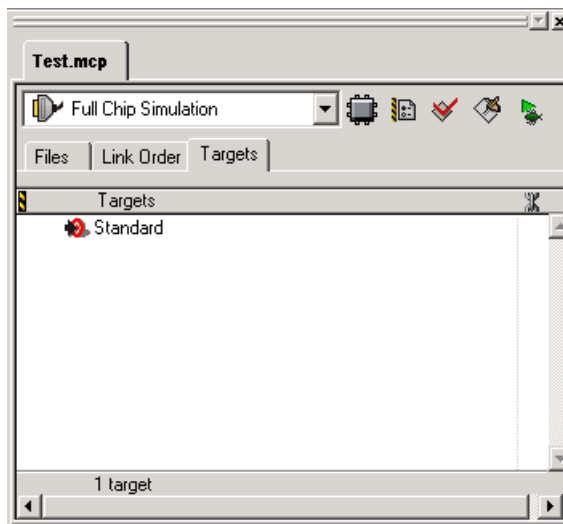 Test.mcp
Full Chip Simulation
Files Link Order Targets
Targets
Standard
1 target